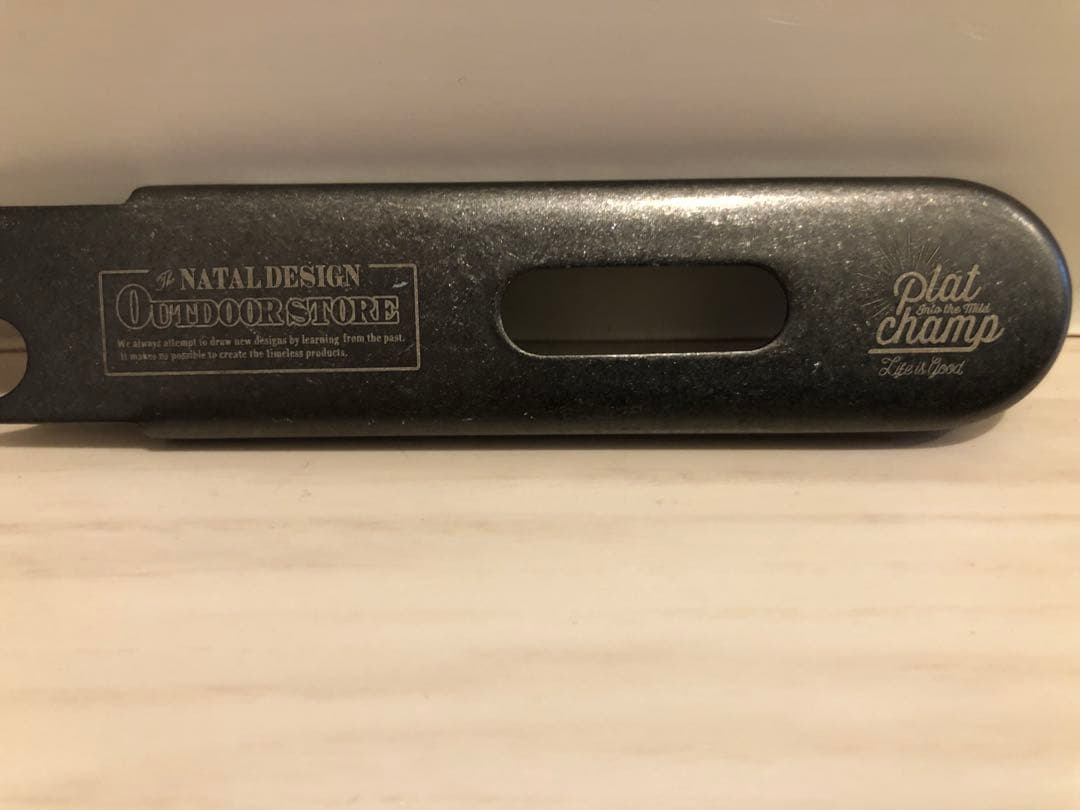 The NATAL DESIGN
OUTDOOR STORE
We always attempt to draw new designs by learning from the past.
It makes us possible to create the timeless products.
plat
Into the Mild
champ
Life is Good.